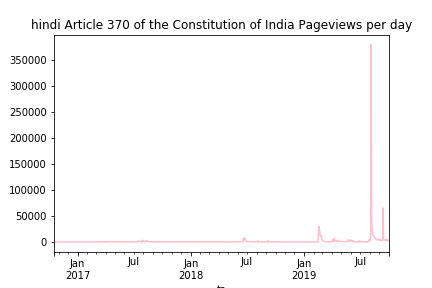 hindi Article 370 of the Constitution of India Pageviews per day
350000
300000
250000
200000
150000
100000
50000
0
Jan Jul Jan Jul Jan Jul
2017 2018 2019